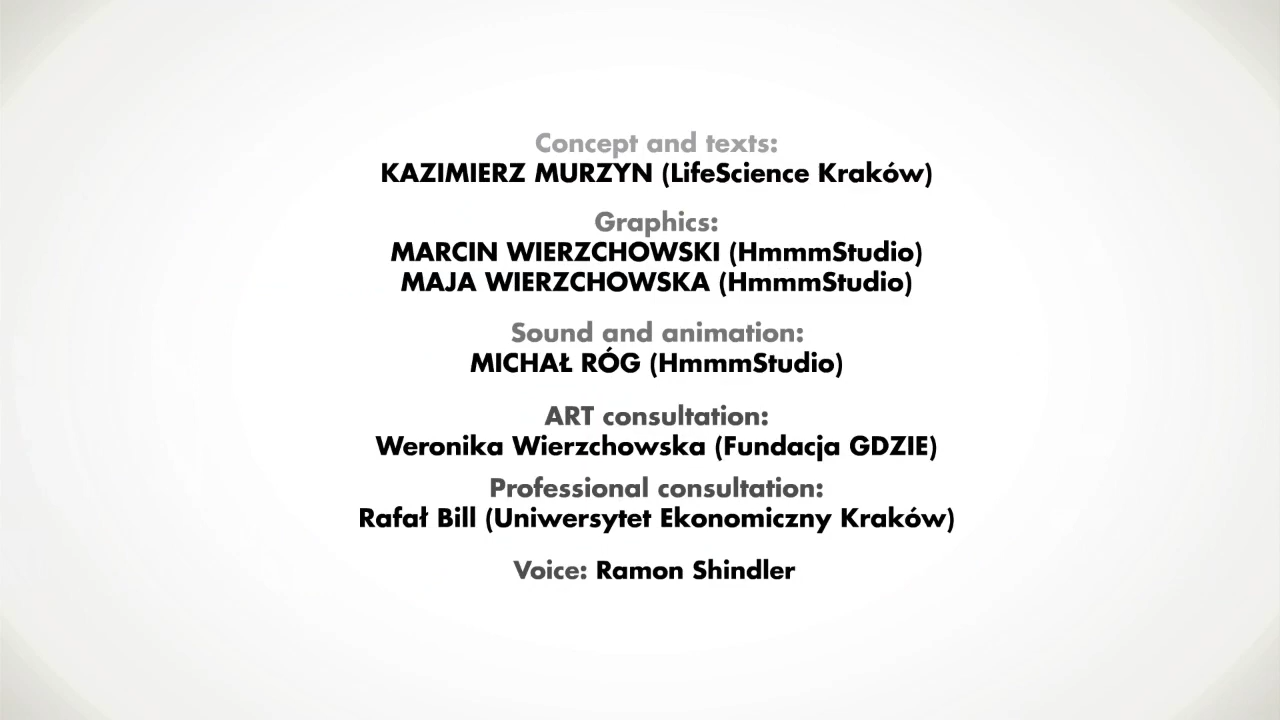 Concept and texts:
KAZIMIERZ MURZYN (LifeScience Kraków)
Graphics:
MARCIN WIERZCHOWSKI (HmmmStudio)
MAJA WIERZCHOWSKA (HmmmStudio)
Sound and animation:
MICHAŁ RÓG (HmmmStudio)
ART consultation:
Weronika Wierzchowska (Fundacja GDZIE)
Professional consultation:
Rafał Bill (Uniwersytet Ekonomiczny Kraków)
Voice: Ramon Shindler